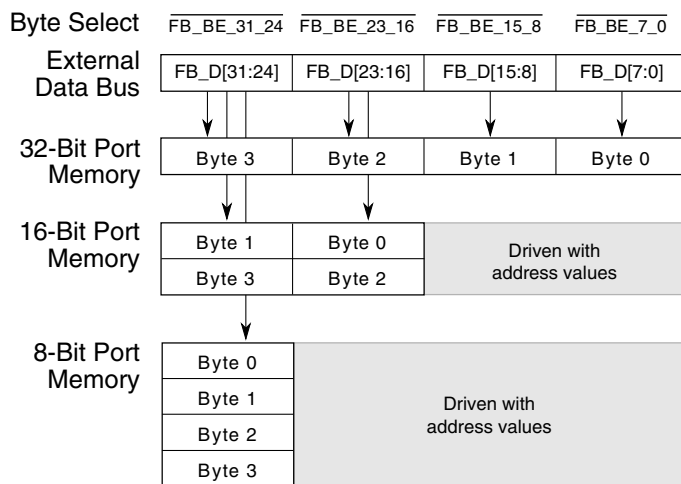 Byte Select FB_BE_31_24 FB_BE_23_16 FB_BE_15_8 FB_BE_7_0
External
Data Bus
FB_D[31:24] FB_D[23:16] FB_D[15:8] FB_D[7:0]
32-Bit Port
Memory
Byte 3 Byte 2 Byte 1 Byte 0
16-Bit Port
Memory
Byte 1 Byte 0
Byte 3 Byte 2
Driven with
address values
8-Bit Port
Memory
Byte 0
Byte 1
Byte 2
Byte 3
Driven with
address values